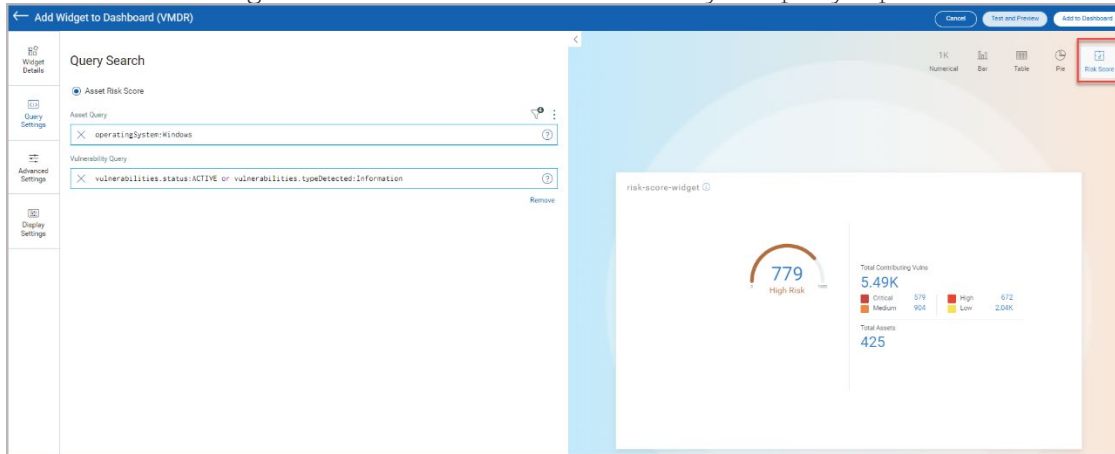 ← Add Widget to Dashboard (VMDR)
Cancel
Test and Preview
Add to Dashboard
Widget
Details
Query
Settings
Advanced
Settings
Display
Settings
Query Search
Asset Risk Score
Asset Query
4
operatingSystem:Windows
Vulnerability Query
vulnerabilities.status:ACTIVE or vulnerabilities.typeDetected:Information
Remove
1K
Numerical
Bar
Table
Pie
Risk Score
risk-score-widget
779
High Risk
0
1000
Total Contributing Vulns
5.49K
Critical 579
High 672
Medium 904
Low 2.04K
Total Assets
425